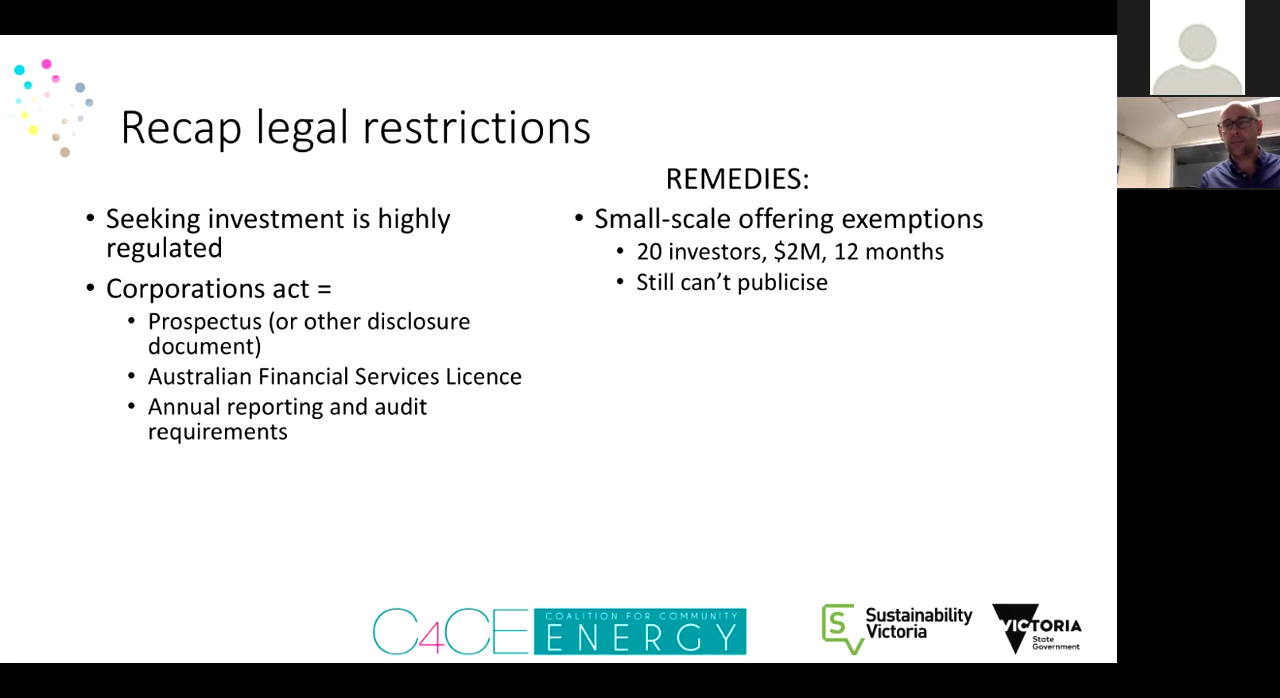 Recap legal restrictions
• Seeking investment is highly
regulated
• Corporations act =
• Prospectus (or other disclosure
document)
• Australian Financial Services Licence
• Annual reporting and audit
requirements
REMEDIES:
• Small-scale offering exemptions
• 20 investors, $2M, 12 months
• Still can’t publicise
C4CE
COALITION FOR COMMUNITY
ENERGY
S
Sustainability
Victoria
VICTORIA
State
Government